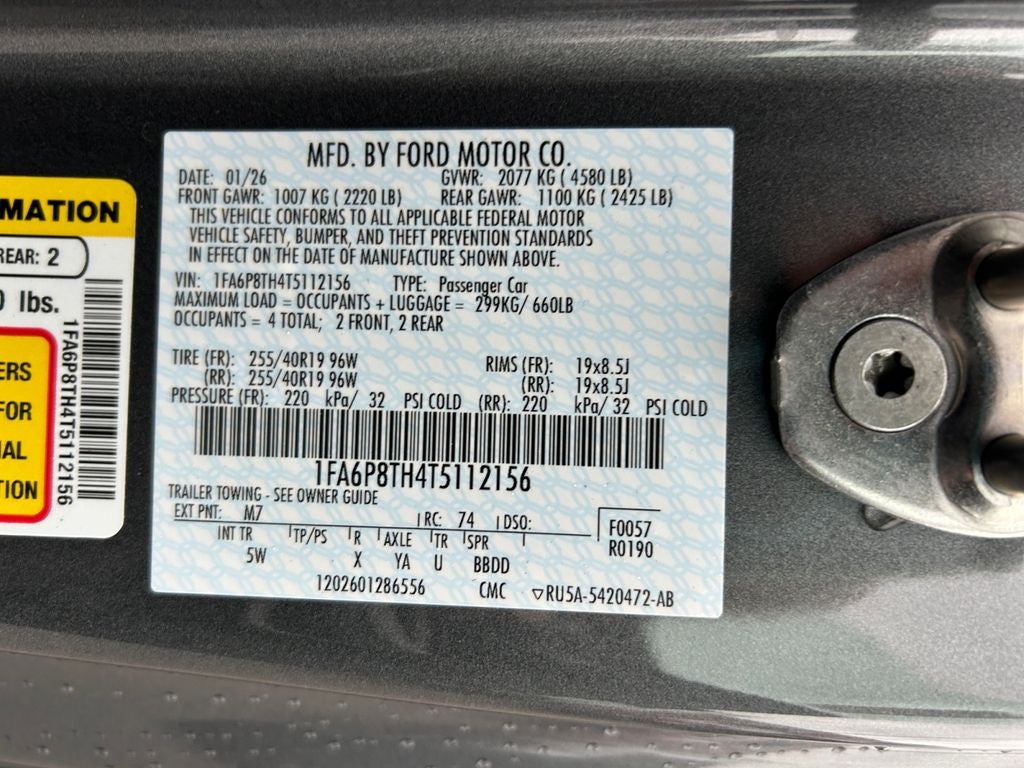 MFD. BY FORD MOTOR CO.
DATE: 01/26 GVWR: 2077 KG ( 4580 LB)
FRONT GAWR: 1007 KG ( 2220 LB) REAR GAWR: 1100 KG ( 2425 LB)
THIS VEHICLE CONFORMS TO ALL APPLICABLE FEDERAL MOTOR
VEHICLE SAFETY, BUMPER, AND THEFT PREVENTION STANDARDS
IN EFFECT ON THE DATE OF MANUFACTURE SHOWN ABOVE.
VIN: 1FA6P8TH4T5112156 TYPE: Passenger Car
MAXIMUM LOAD = OCCUPANTS + LUGGAGE = 299KG/ 660LB
OCCUPANTS = 4 TOTAL; 2 FRONT, 2 REAR
TIRE (FR): 255/40R19 96W RIMS (FR): 19x8.5J
(RR): 255/40R19 96W (RR): 19x8.5J
PRESSURE (FR): 220 kPa/ 32 PSI COLD (RR): 220 kPa/ 32 PSI COLD
1FA6P8TH4T5112156
TRAILER TOWING - SEE OWNER GUIDE
EXT PNT: M7 RC: 74 DSO: F0057
R0190
INT TR TP/PS R AXLE TR SPR
5W X YA U BBDD
1202601286556 CMC ▽RU5A-5420472-AB
MATION
REAR: 2
0 lbs.
ERS
FOR
IAL
TION
1FA6P8TH4T5112156